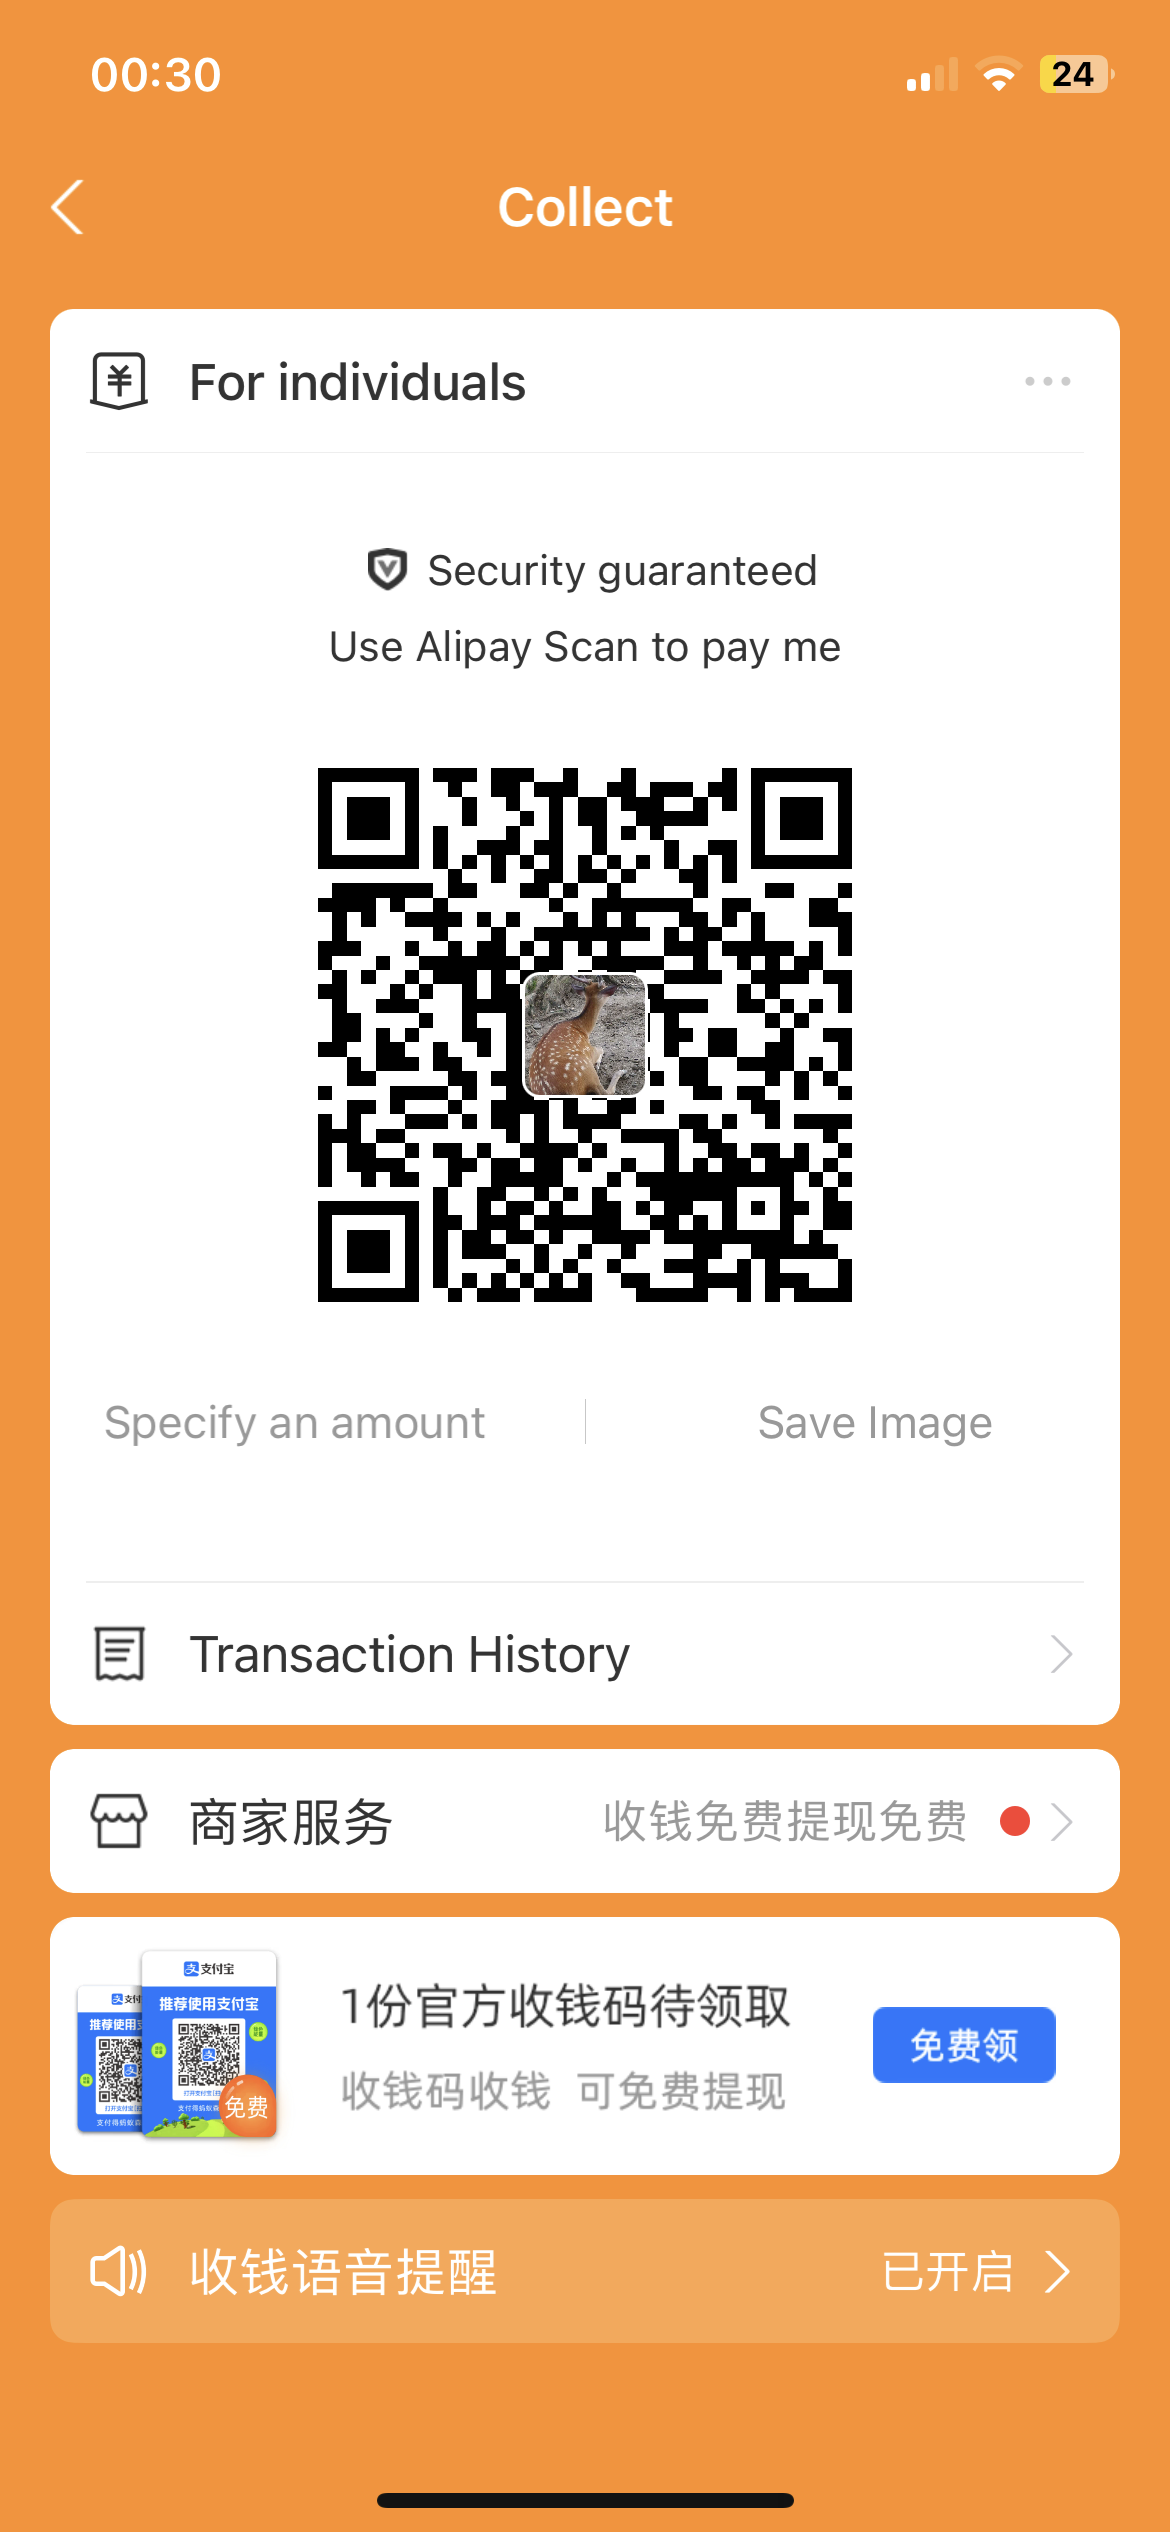 00:30
24
Collect
For individuals
Security guaranteed
Use Alipay Scan to pay me
Specify an amount
Save Image
Transaction History
商家服务
收钱免费提现免费
支付宝
推荐使用支付宝
免费
1份官方收钱码待领取
收钱码收钱 可免费提现
免费领
收钱语音提醒
已开启